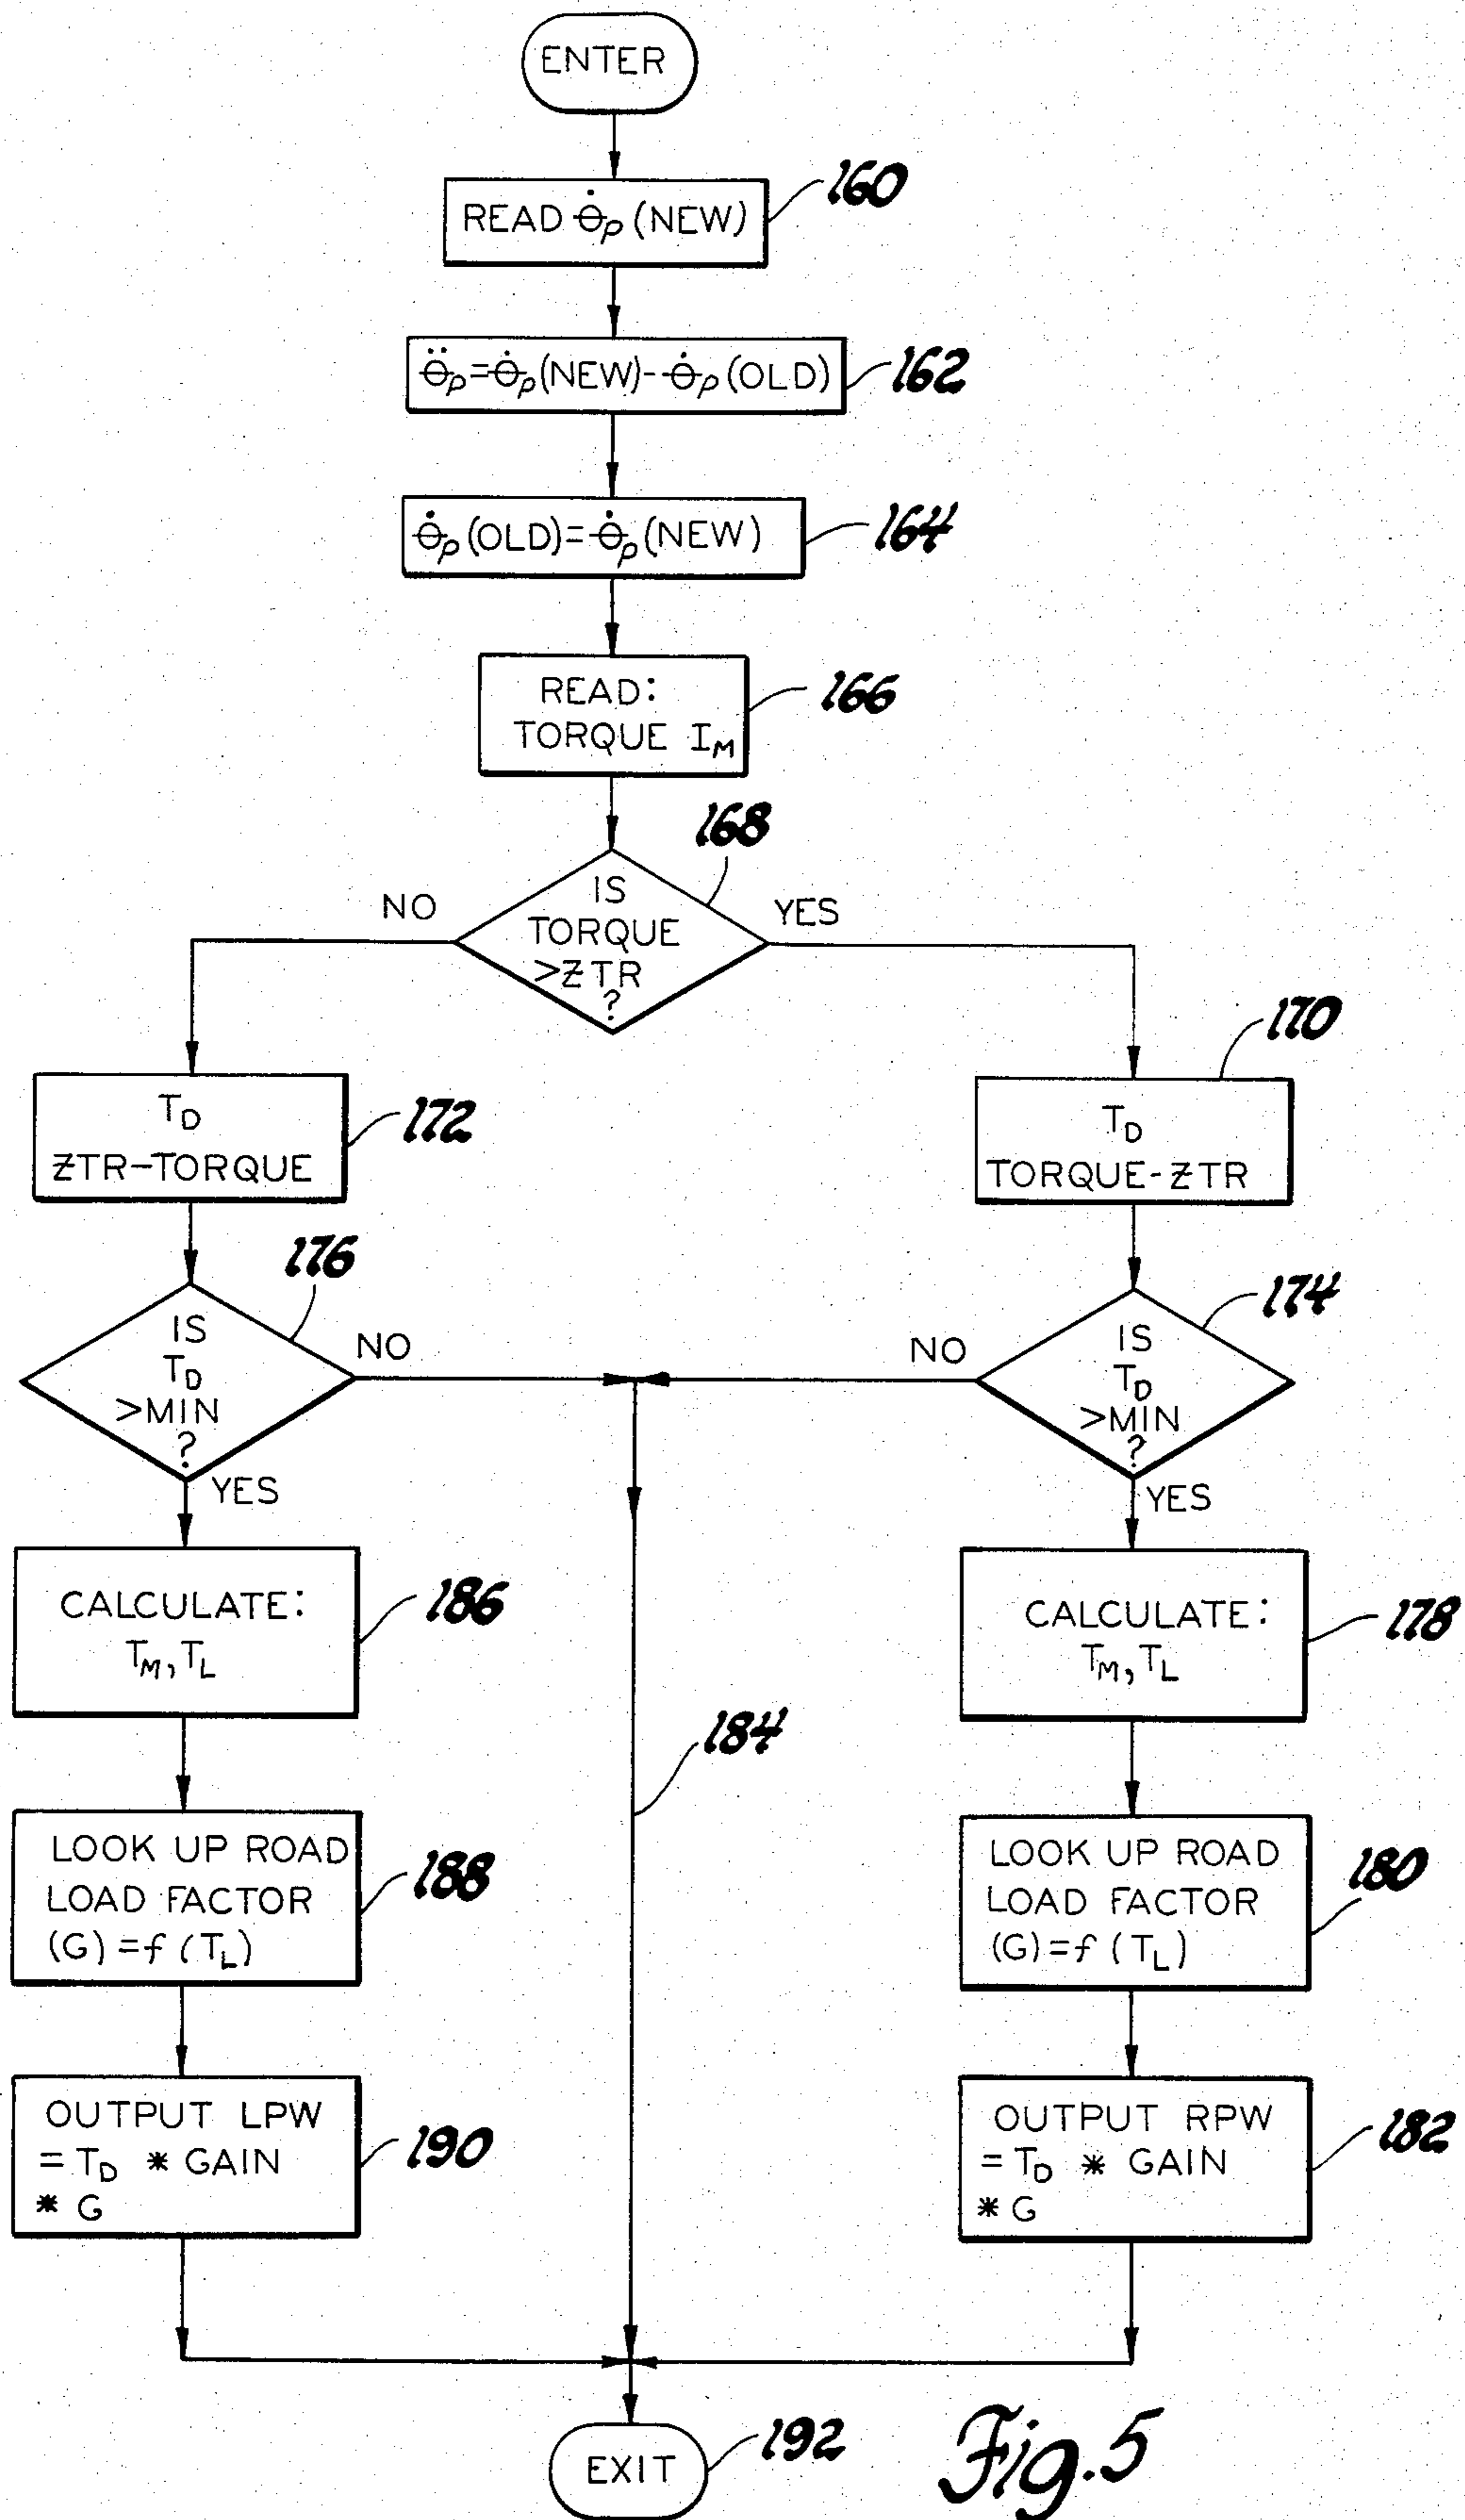 ENTER
160
READ θ̇p (NEW)
θ̈p = θ̇p (NEW) - θ̇p (OLD)
162
θ̇p (OLD) = θ̇p (NEW)
164
READ:
TORQUE IM
166
168
NO
IS
TORQUE
>ZTR
?
YES
170
TD
ZTR-TORQUE
172
TD
TORQUE-ZTR
176
IS
TD
>MIN
?
NO
YES
174
IS
TD
>MIN
?
NO
YES
CALCULATE:
TM, TL
186
CALCULATE:
TM, TL
178
184
LOOK UP ROAD
LOAD FACTOR
(G) = f (TL)
188
LOOK UP ROAD
LOAD FACTOR
(G) = f (TL)
180
OUTPUT LPW
= TD * GAIN
* G
190
OUTPUT RPW
= TD * GAIN
* G
182
EXIT
192
Fig. 5